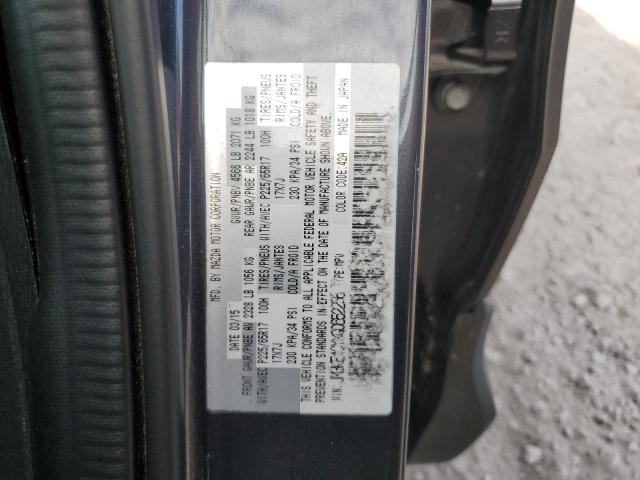 MFD. BY MAZDA MOTOR CORPORATION
DATE: 03/15 GVWR/PNBV 4566 LB 2071 KG
FRONT GAWR/PNBE AV 2328 LB 1056 KG REAR GAWR/PNBE AR 2244 LB 1018 KG
WITH/AVEC P225/65R17 100H TIRES/PNEUS WITH/AVEC P225/65R17 100H TIRES/PNEUS
17X7J RIMS/JANTES 17X7J RIMS/JANTES
230 KPA/34 PSI COLD/A FROID 230 KPA/34 PSI COLD/A FROID
THIS VEHICLE CONFORMS TO ALL APPLICABLE FEDERAL MOTOR VEHICLE SAFETY AND THEFT
PREVENTION STANDARDS IN EFFECT ON THE DATE OF MANUFACTURE SHOWN ABOVE.
VIN: TYPE:MPV COLOR CODE:42A MADE IN JAPAN